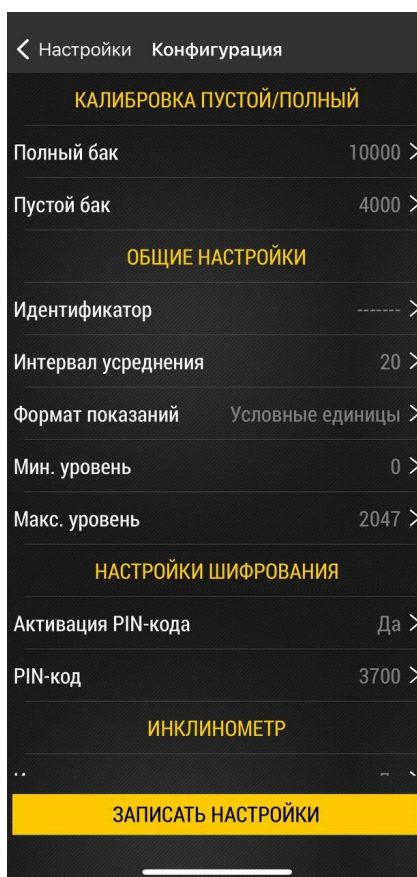 Настройки Конфигурация
КАЛИБРОВКА ПУСТОЙ/ПОЛНЫЙ
Полный бак 10000
Пустой бак 4000
ОБЩИЕ НАСТРОЙКИ
Идентификатор -------
Интервал усреднения 20
Формат показаний Условные единицы
Мин. уровень 0
Макс. уровень 2047
НАСТРОЙКИ ШИФРОВАНИЯ
Активация PIN-кода Да
PIN-код 3700
ИНКЛИНОМЕТР
ЗАПИСАТЬ НАСТРОЙКИ